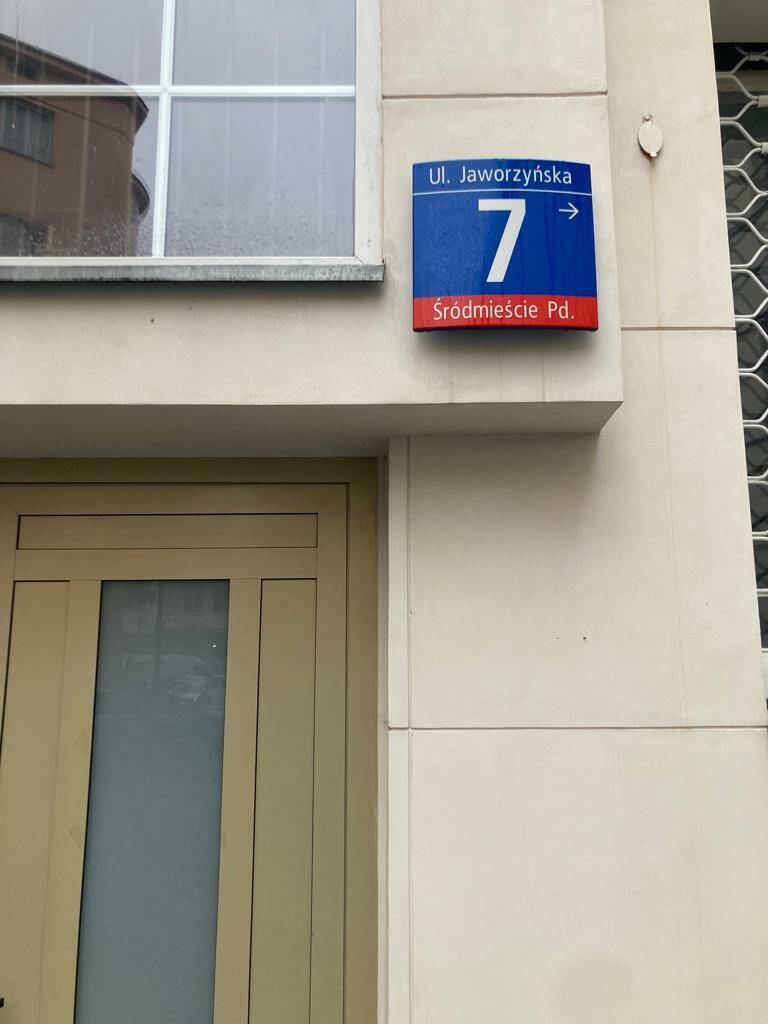 Ul. Jaworzyńska
7 →
Śródmieście Pd.